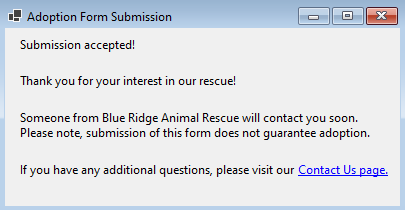 Adoption Form Submission
Submission accepted!
Thank you for your interest in our rescue!
Someone from Blue Ridge Animal Rescue will contact you soon.
Please note, submission of this form does not guarantee adoption.
If you have any additional questions, please visit our Contact Us page.